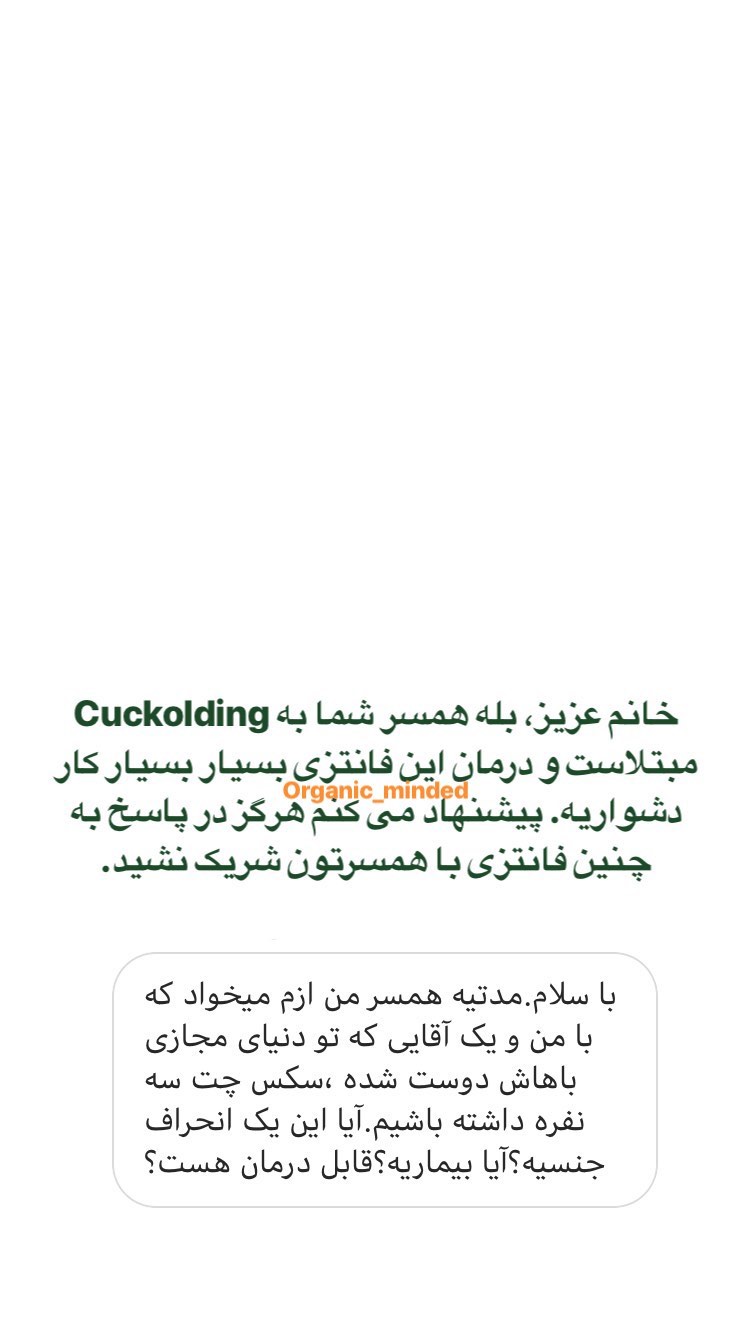 خانم عزیز، بله همسر شما به Cuckolding
مبتلاست و درمان این فانتزی بسیار بسیار کار
Organic_minded
دشواریه. پیشنهاد می کنم هرگز در پاسخ به
چنین فانتزی با همسرتون شریک نشید.
با سلام.مدتیه همسر من ازم میخواد که
با من و یک آقایی که تو دنیای مجازی
باهاش دوست شده ،سکس چت سه
نفره داشته باشیم.آیا این یک انحراف
جنسیه؟آیا بیماریه؟قابل درمان هست؟